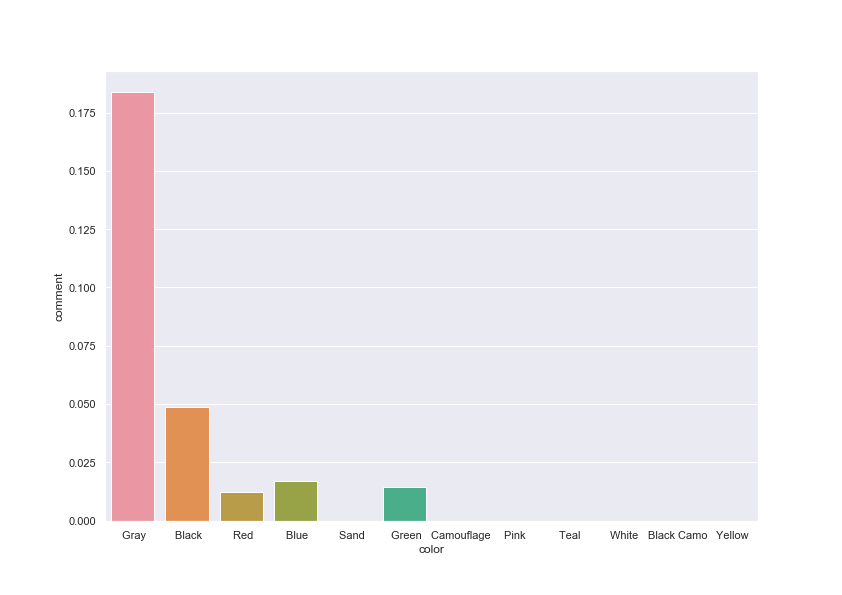 0.175
0.150
0.125
0.100
0.075
0.050
0.025
0.000
comment
Gray Black Red Blue Sand Green Camouflage Pink Teal White Black Camo Yellow
color